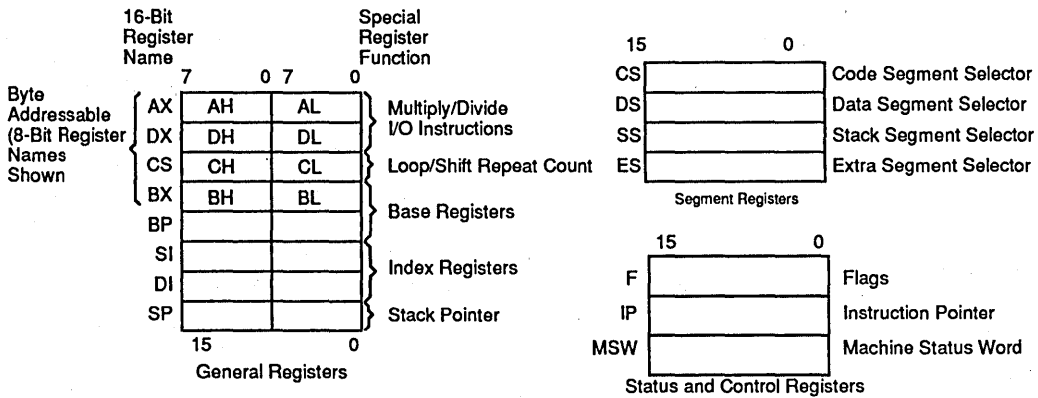 16-Bit
Register
Name
Special
Register
Function
7 0 7 0
Byte
Addressable
(8-Bit Register
Names
Shown
AX AH AL
DX DH DL
CS CH CL
BX BH BL
BP
SI
DI
SP
Multiply/Divide
I/O Instructions
Loop/Shift Repeat Count
Base Registers
Index Registers
Stack Pointer
15 0
General Registers
15 0
CS Code Segment Selector
DS Data Segment Selector
SS Stack Segment Selector
ES Extra Segment Selector
Segment Registers
15 0
F Flags
IP Instruction Pointer
MSW Machine Status Word
Status and Control Registers